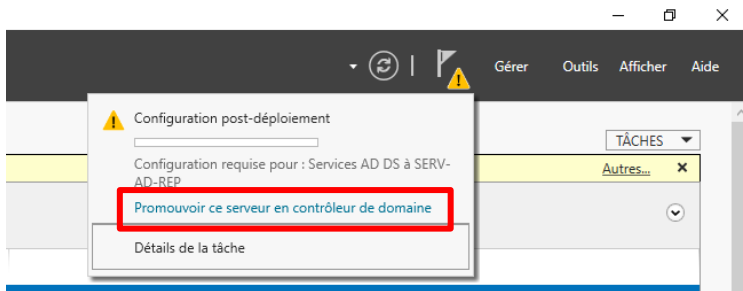 Gérer Outils Afficher Aide
Configuration post-déploiement
TÂCHES
Configuration requise pour : Services AD DS à SERV-
AD-REP
Autres...
Promouvoir ce serveur en contrôleur de domaine
Détails de la tâche